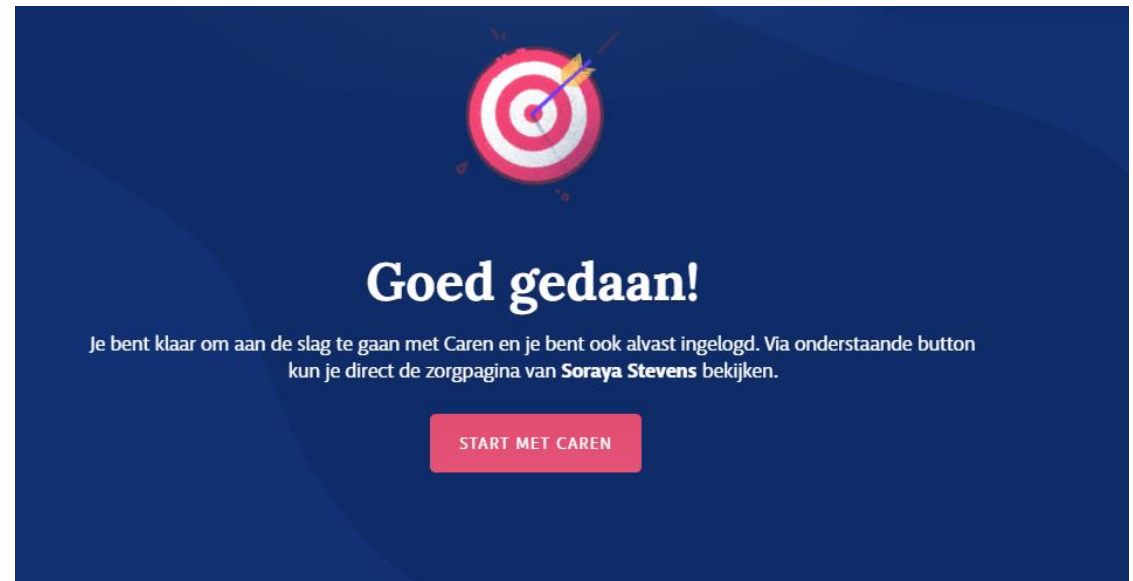 Goed gedaan!
Je bent klaar om aan de slag te gaan met Caren en je bent ook alvast ingelogd. Via onderstaande button
kun je direct de zorgpagina van Soraya Stevens bekijken.
START MET CAREN